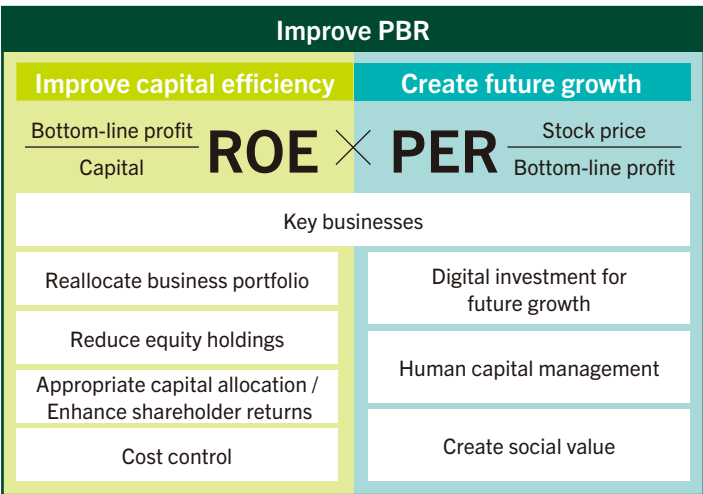 Improve PBR
Improve capital efficiency
Create future growth
Bottom-line profit
Capital
ROE
×
PER
Stock price
Bottom-line profit
Key businesses
Reallocate business portfolio
Reduce equity holdings
Appropriate capital allocation /
Enhance shareholder returns
Cost control
Digital investment for
future growth
Human capital management
Create social value